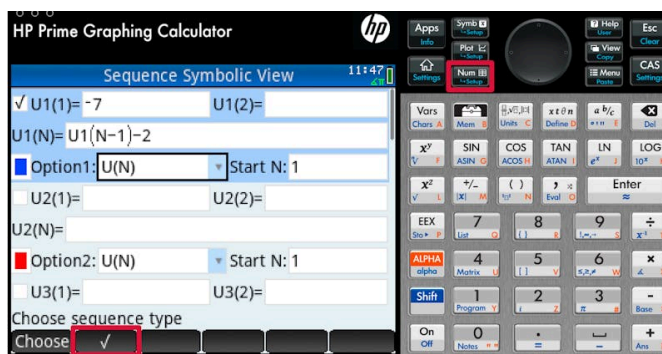 HP Prime Graphing Calculator
hp
Sequence Symbolic View 11:47
√ U1(1)= -7 U1(2)=
U1(N)= U1(N-1)-2
Option1: U(N) Start N: 1
U2(1)= U2(2)=
U2(N)=
Option2: U(N) Start N: 1
U3(1)= U3(2)=
Choose sequence type
Choose √
Apps Info
Symb Setup
Plot Setup
Num Setup
Settings
Help User
View Copy
Menu Paste
Esc Clear
CAS Settings
Vars Chars A
Mem B
Units C
x t θ n Define D
a b/c E
Del
x^y F
SIN ASIN G
COS ACOS H
TAN ATAN I
LN e^x J
LOG 10^x K
x² √ L
+/- |x| M
( ) N
, Eval O
Enter ≈
EEX Sto ▸ P
7 List Q
8 { } R
9 S
÷ x⁻¹ T
ALPHA alpha
4 Matrix U
5 [ ] V
6 ≤,≥,≠ W
× ∠ X
Shift
1 Program Y
2 i Z
3 π #
- Base
On Off
0 Notes " "
. =
_
+ Ans